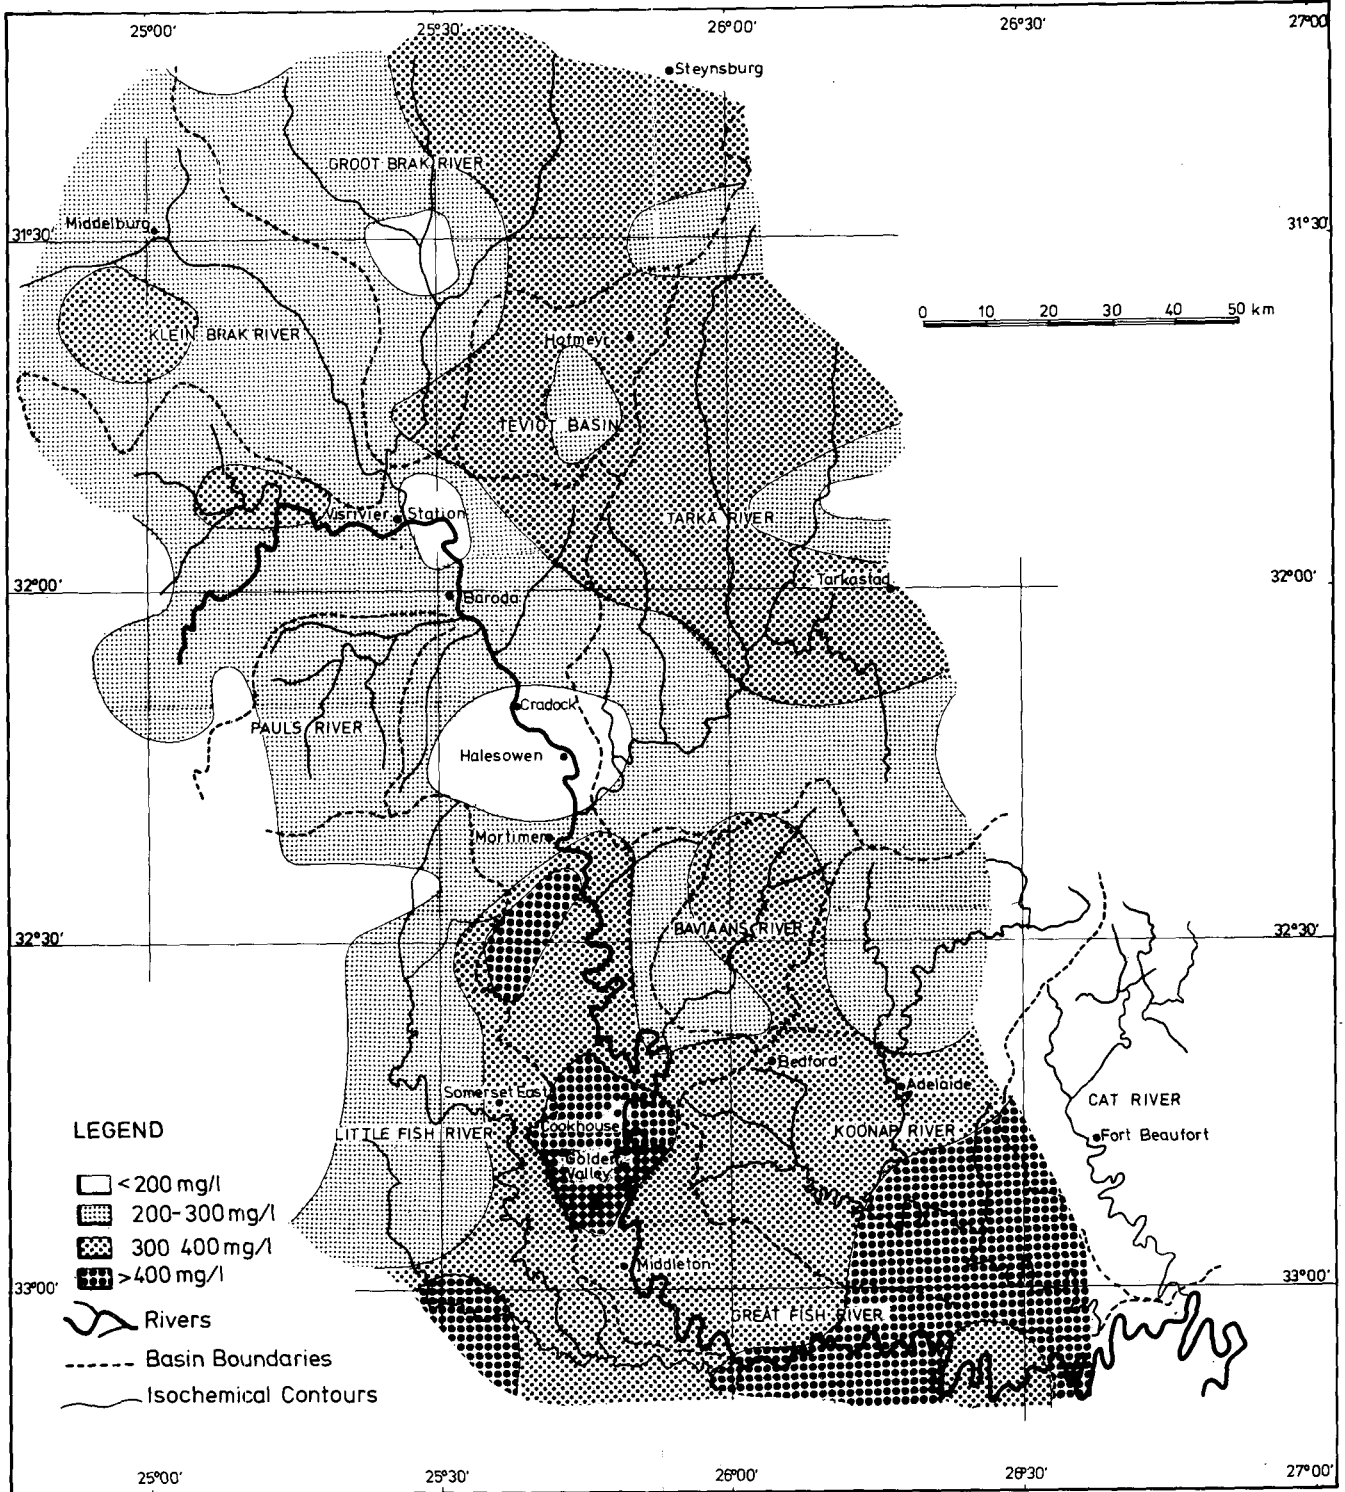 25°00' 25°30' 26°00' 26°30' 27°00'
Steynsburg
GROOT BRAK RIVER
Middelburg
31°30' 31°30'
0 10 20 30 40 50 km
KLEIN BRAK RIVER
Hofmeyr
TEVIOT BASIN
Visrivier Station
TARKA RIVER
Tarkastad
32°00' 32°00'
Baroda
Cradock
PAULS RIVER
Halesowen
Mortimer
BAVIAANS RIVER
32°30' 32°30'
Bedford
Somerset East
Adelaide
CAT RIVER
Cookhouse
LITTLE FISH RIVER
KOONAP RIVER
Fort Beaufort
Golden
Valley
LEGEND
<200 mg/l
200-300 mg/l
300 400 mg/l
>400 mg/l
Middleton
33°00' 33°00'
GREAT FISH RIVER
Rivers
Basin Boundaries
Isochemical Contours
25°00' 25°30' 26°00' 26°30' 27°00'